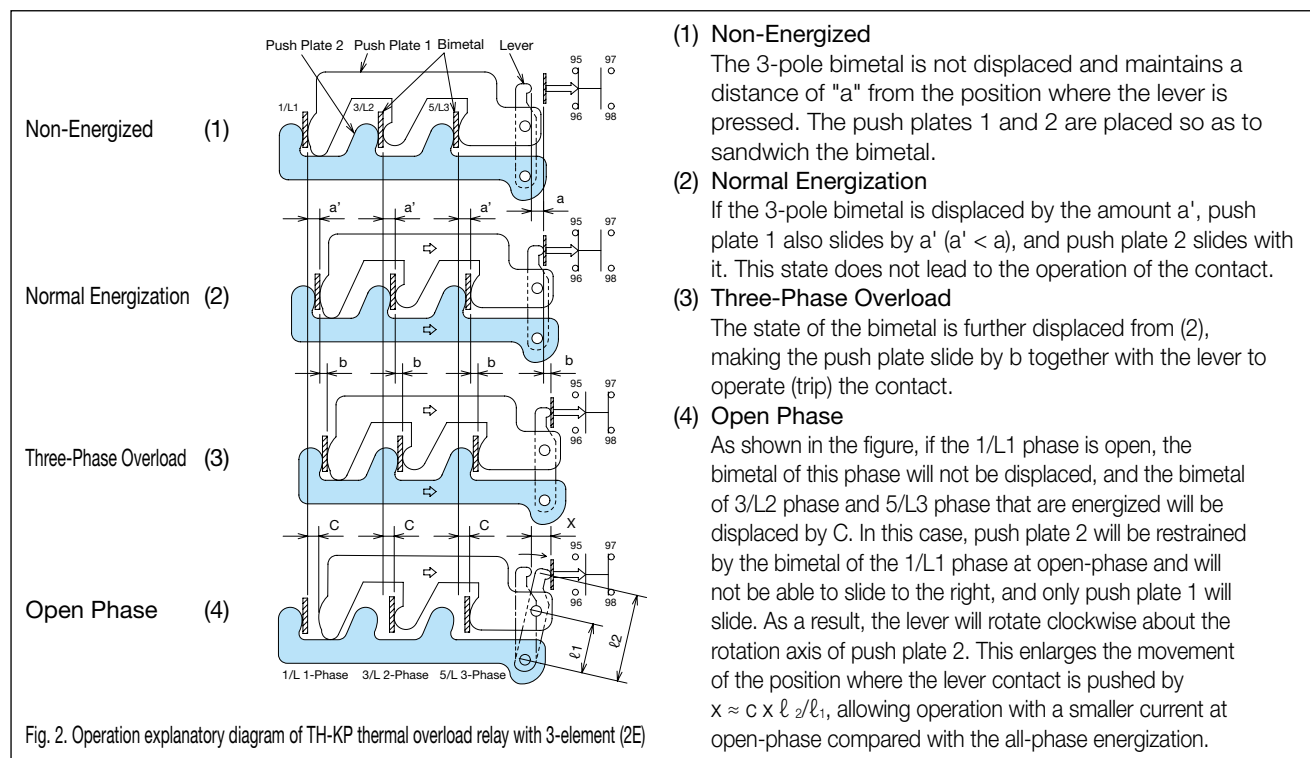 Push Plate 2 Push Plate 1 Bimetal Lever
95 97
1/L1 3/L2 5/L3
Non-Energized (1)
96 98
a' a' a' a
95 97
96 98
Normal Energization (2)
b b b b
95 97
96 98
Three-Phase Overload (3)
C C C X
95 97
96 98
Open Phase (4)
ℓ1 ℓ2
1/L 1-Phase 3/L 2-Phase 5/L 3-Phase
Fig. 2. Operation explanatory diagram of TH-KP thermal overload relay with 3-element (2E)
(1) Non-Energized
The 3-pole bimetal is not displaced and maintains a
distance of "a" from the position where the lever is
pressed. The push plates 1 and 2 are placed so as to
sandwich the bimetal.
(2) Normal Energization
If the 3-pole bimetal is displaced by the amount a', push
plate 1 also slides by a' (a' < a), and push plate 2 slides with
it. This state does not lead to the operation of the contact.
(3) Three-Phase Overload
The state of the bimetal is further displaced from (2),
making the push plate slide by b together with the lever to
operate (trip) the contact.
(4) Open Phase
As shown in the figure, if the 1/L1 phase is open, the
bimetal of this phase will not be displaced, and the bimetal
of 3/L2 phase and 5/L3 phase that are energized will be
displaced by C. In this case, push plate 2 will be restrained
by the bimetal of the 1/L1 phase at open-phase and will
not be able to slide to the right, and only push plate 1 will
slide. As a result, the lever will rotate clockwise about the
rotation axis of push plate 2. This enlarges the movement
of the position where the lever contact is pushed by
x ≈ c x ℓ ₂/ℓ₁, allowing operation with a smaller current at
open-phase compared with the all-phase energization.